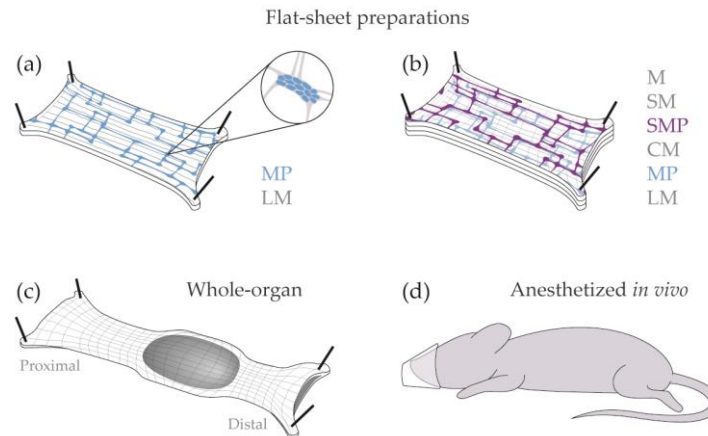 Flat-sheet preparations
(a)
MP
LM
(b)
M
SM
SMP
CM
MP
LM
(c) Whole-organ
Proximal
Distal
(d) Anesthetized in vivo